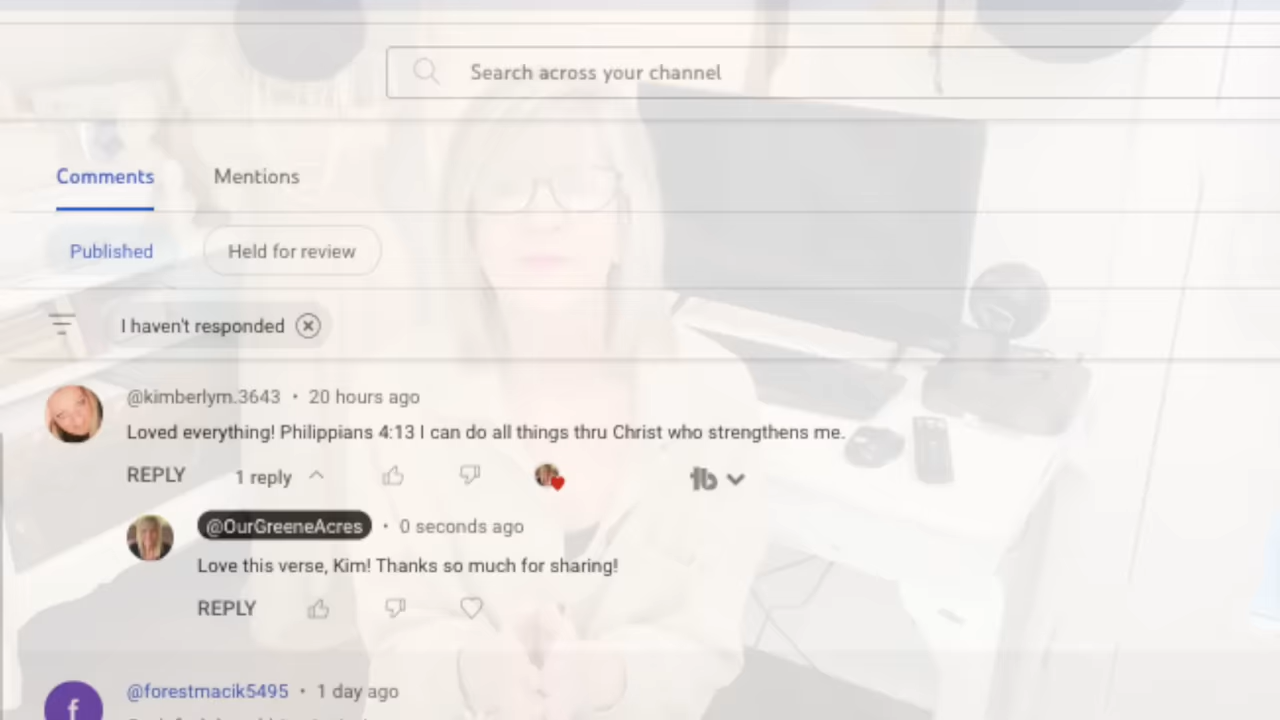 Search across your channel
Comments Mentions
Published Held for review
I haven't responded
@kimberlym.3643 • 20 hours ago
Loved everything! Philippians 4:13 I can do all things thru Christ who strengthens me.
REPLY 1 reply
@OurGreeneAcres • 0 seconds ago
Love this verse, Kim! Thanks so much for sharing!
REPLY
f @forestmacik5495 • 1 day ago